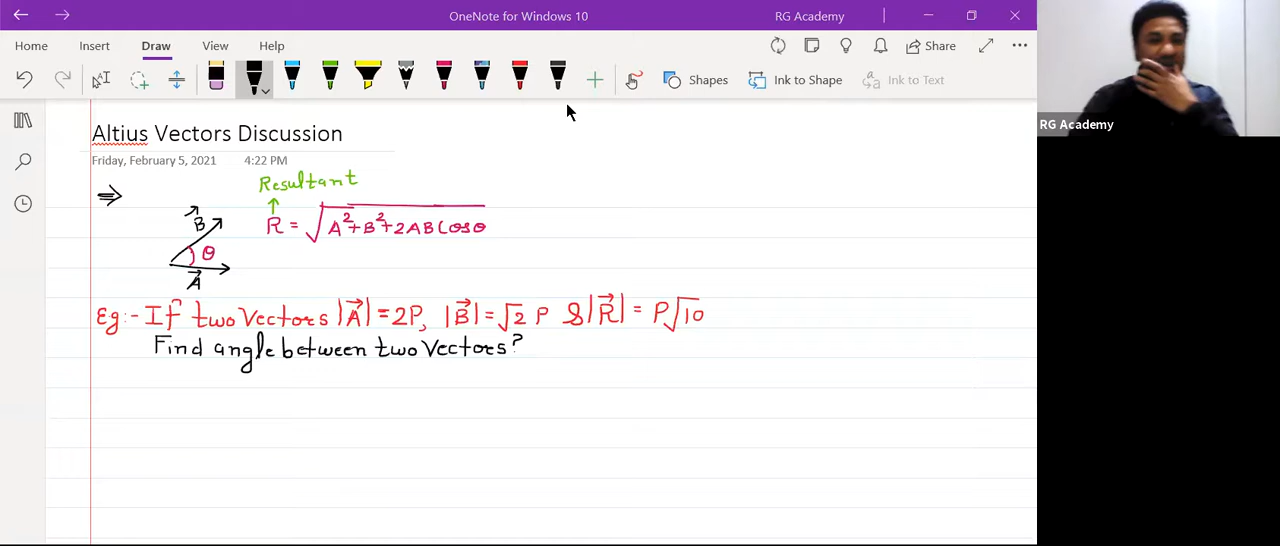 OneNote for Windows 10
RG Academy
Home Insert Draw View Help
Share
Shapes
Ink to Shape
Ink to Text
RG Academy
Altius Vectors Discussion
Friday, February 5, 2021 4:22 PM
Resultant
⇒
B⃗
R = √(A²+B²+2AB Cosθ)
θ
A⃗
Eg:- If two Vectors |A⃗| = 2P, |B⃗| = √2 P & |R⃗| = P√10
Find angle between two Vectors?